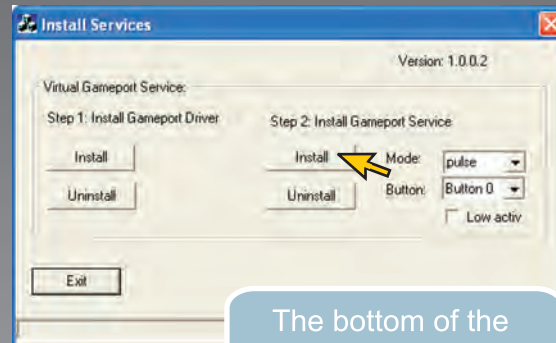 Install Services
Version: 1.0.0.2
Virtual Gameport Service:
Step 1: Install Gameport Driver
Step 2: Install Gameport Service
Install
Install
Mode:
pulse
Uninstall
Uninstall
Button:
Button 0
Low activ
Exit
The bottom of the